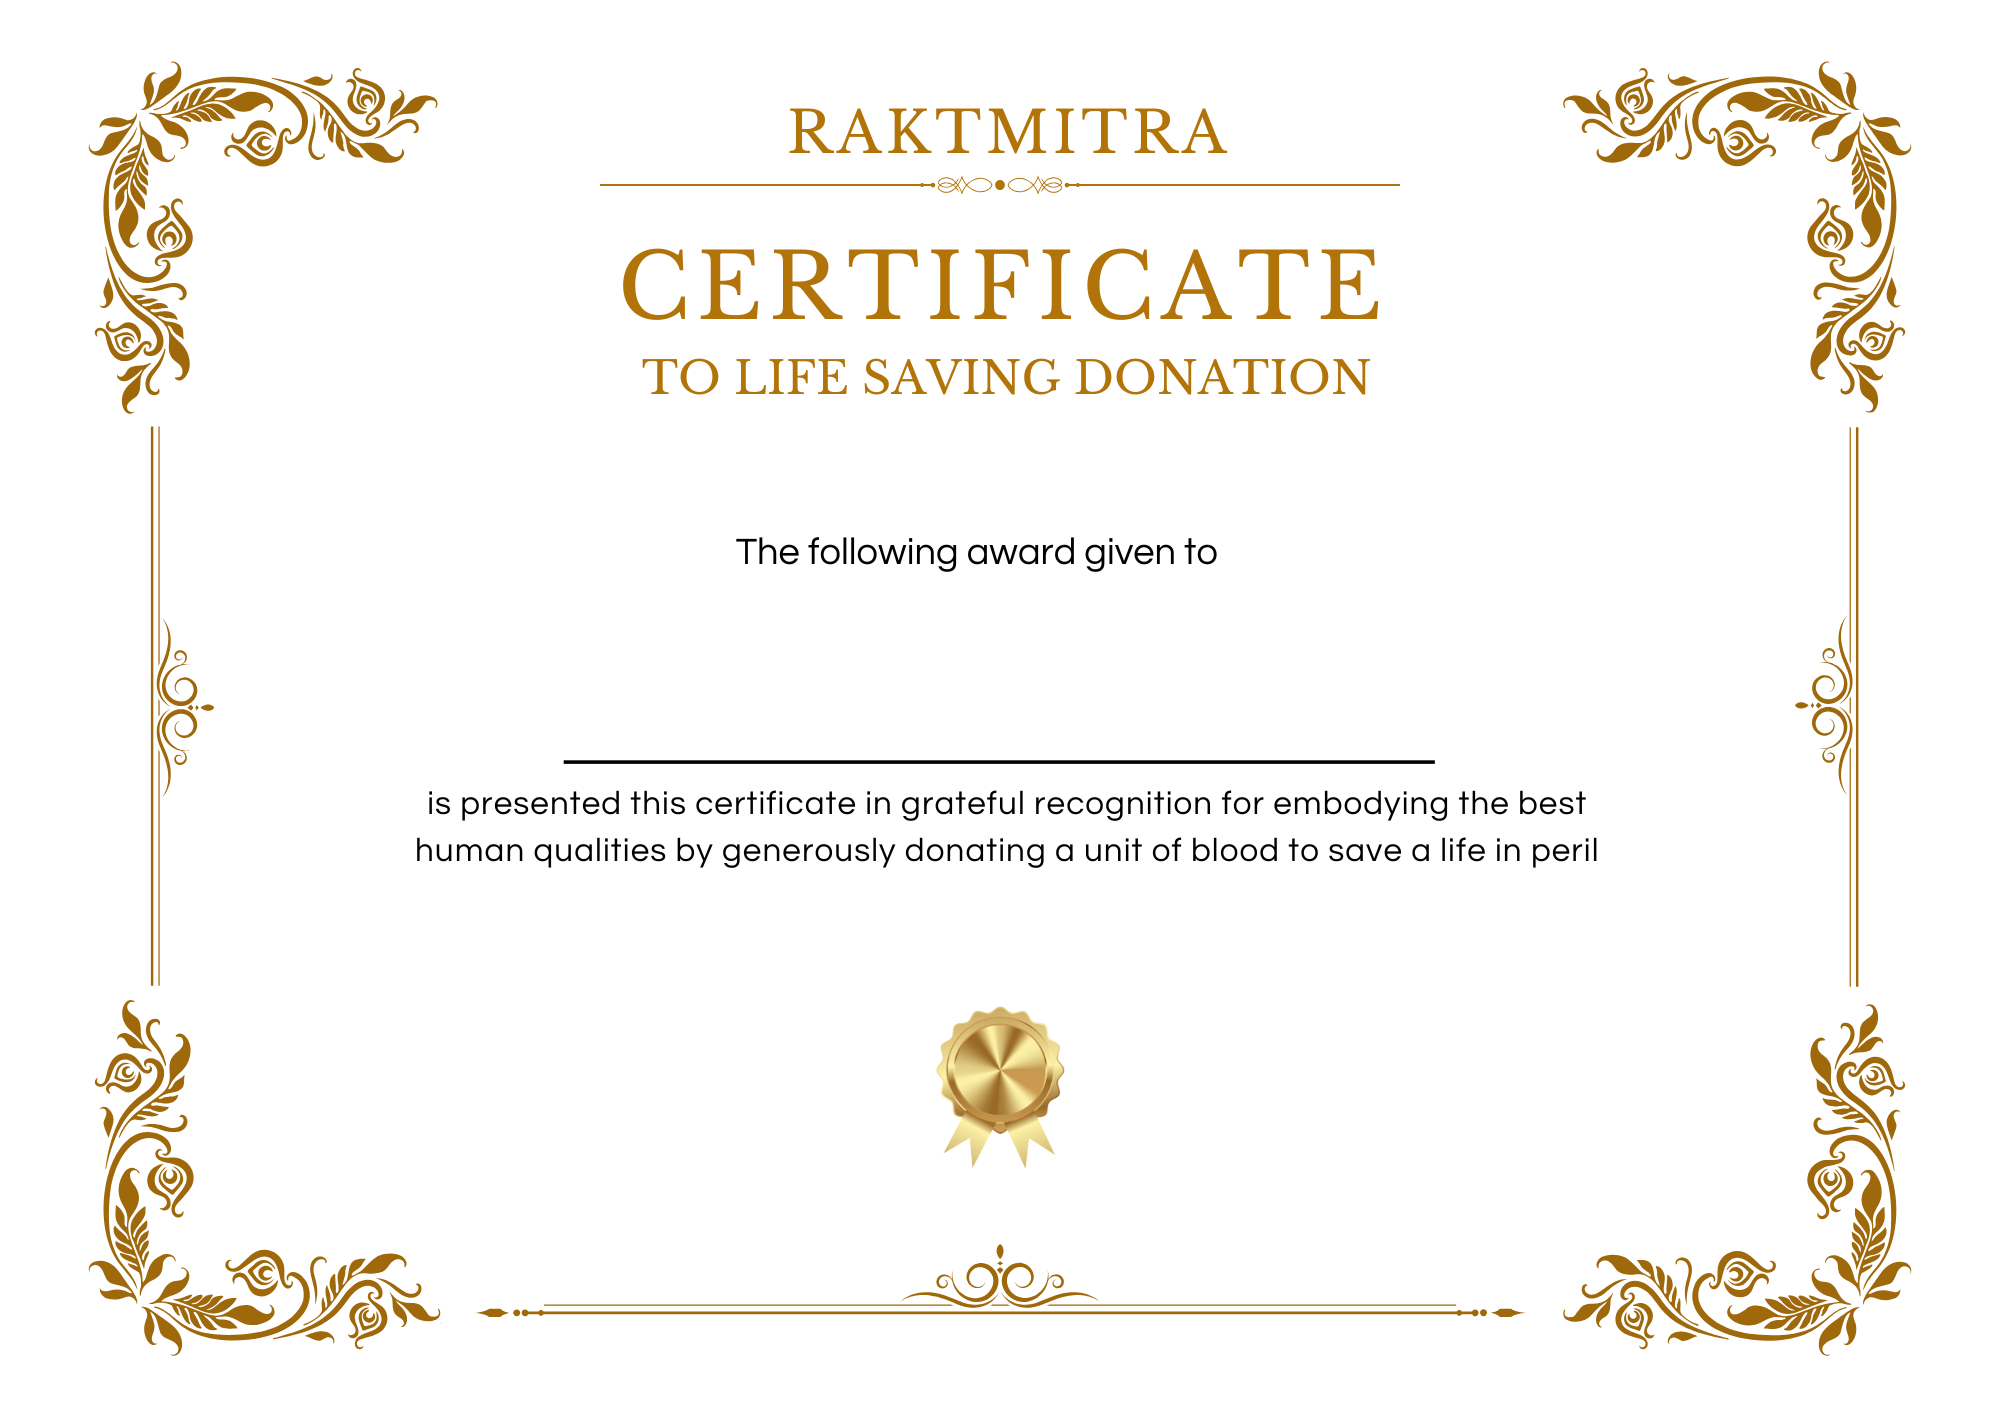 RAKTMITRA
CERTIFICATE
TO LIFE SAVING DONATION
The following award given to
is presented this certificate in grateful recognition for embodying the best
human qualities by generously donating a unit of blood to save a life in peril